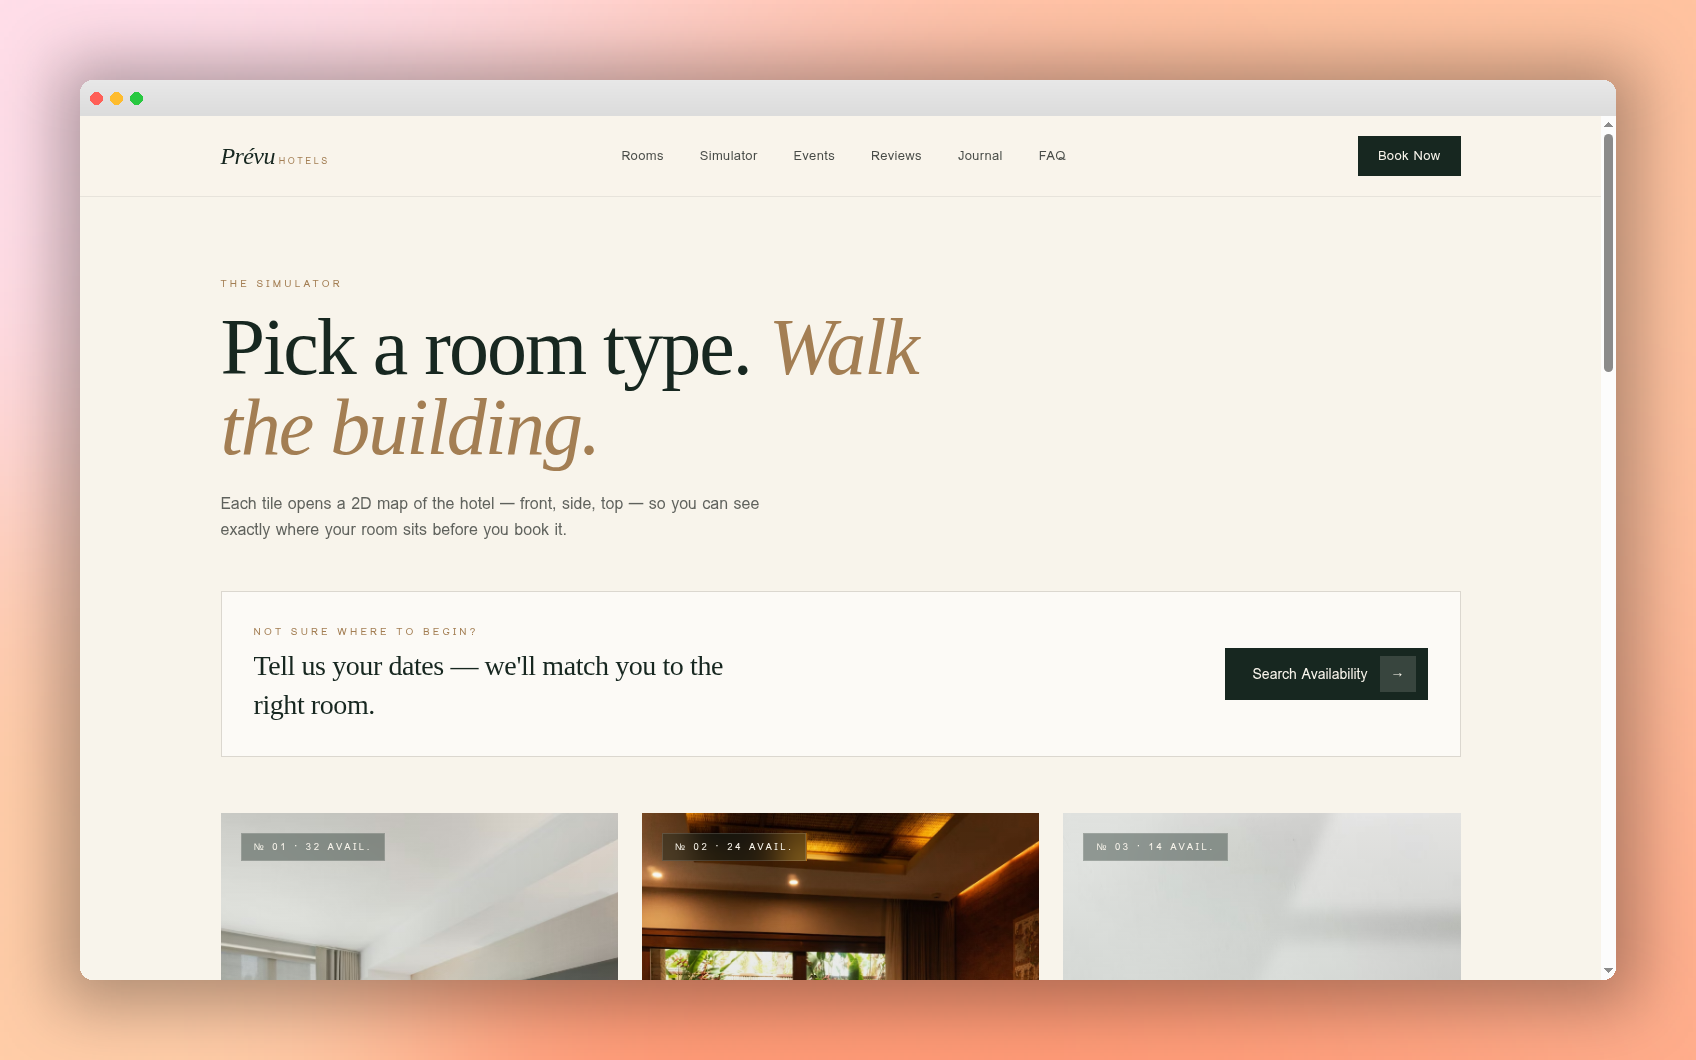 Prévu HOTELS
Rooms Simulator Events Reviews Journal FAQ
Book Now
THE SIMULATOR
Pick a room type. Walk
the building.
Each tile opens a 2D map of the hotel — front, side, top — so you can see
exactly where your room sits before you book it.
NOT SURE WHERE TO BEGIN?
Tell us your dates — we'll match you to the
right room.
Search Availability →
№ 01 · 32 AVAIL.
№ 02 · 24 AVAIL.
№ 03 · 14 AVAIL.